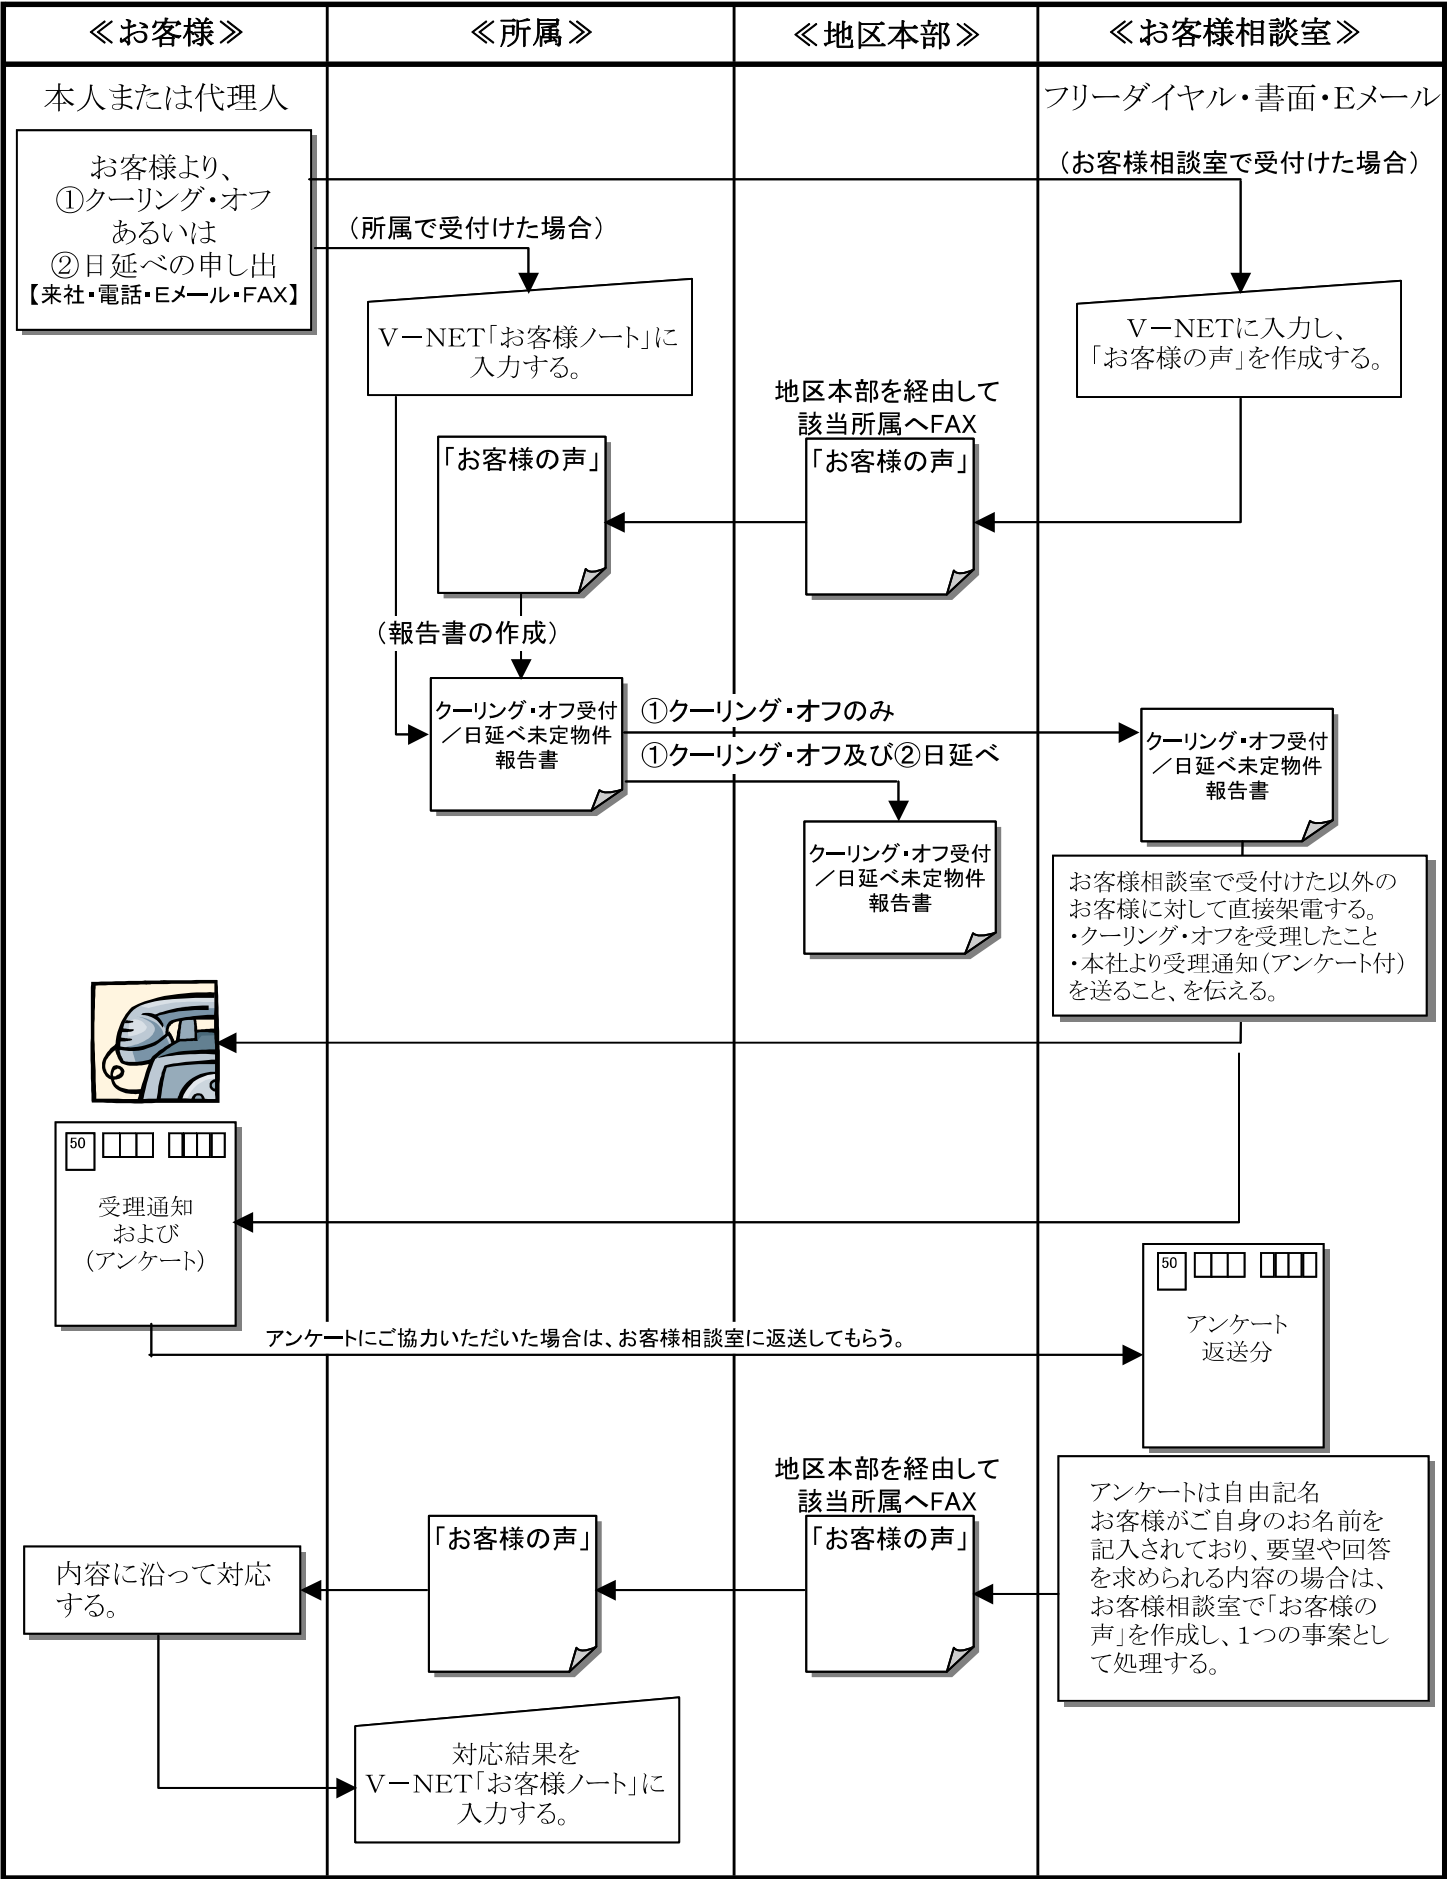 ≪お客様≫
≪所属≫
≪地区本部≫
≪お客様相談室≫
本人または代理人
フリーダイヤル・書面・Eメール
お客様より、
①クーリング・オフ
あるいは
②日延べの申し出
【来社・電話・Eメール・FAX】
（お客様相談室で受付けた場合）
（所属で受付けた場合）
V－NET「お客様ノート」に
入力する。
V－NETに入力し、
「お客様の声」を作成する。
地区本部を経由して
該当所属へFAX
「お客様の声」
「お客様の声」
（報告書の作成）
クーリング・オフ受付
／日延べ未定物件
報告書
①クーリング・オフのみ
①クーリング・オフ及び②日延べ
クーリング・オフ受付
／日延べ未定物件
報告書
クーリング・オフ受付
／日延べ未定物件
報告書
お客様相談室で受付けた以外の
お客様に対して直接架電する。
・クーリング・オフを受理したこと
・本社より受理通知（アンケート付）
を送ること、を伝える。
50
受理通知
および
（アンケート）
50
アンケート
返送分
アンケートにご協力いただいた場合は、お客様相談室に返送してもらう。
地区本部を経由して
該当所属へFAX
アンケートは自由記名
お客様がご自身のお名前を
記入されており、要望や回答
を求められる内容の場合は、
お客様相談室で「お客様の
声」を作成し、１つの事案とし
て処理する。
「お客様の声」
「お客様の声」
内容に沿って対応
する。
対応結果を
V－NET「お客様ノート」に
入力する。